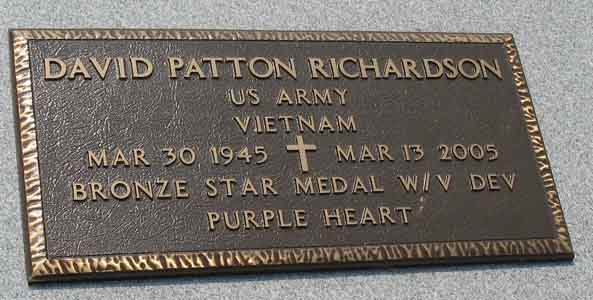 DAVID PATTON RICHARDSON
US ARMY
VIETNAM
MAR 30 1945 MAR 13 2005
BRONZE STAR MEDAL W/V DEV
PURPLE HEART